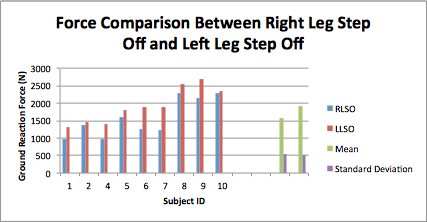 Force Comparison Between Right Leg Step
Off and Left Leg Step Off
Ground Reaction Force (N)
3000
2500
2000
1500
1000
500
0
1 2 4 5 6 7 8 9 10
Subject ID
RLSO
LLSO
Mean
Standard Deviation